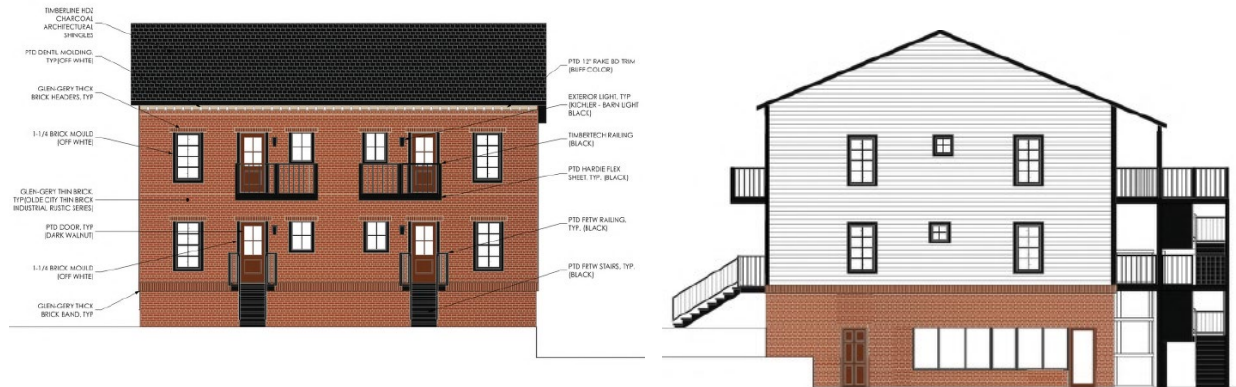 TIMBERLINE HDZ
CHARCOAL
ARCHITECTURAL
SHINGLES
PTD DENTIL MOLDING,
TYP(OFF WHITE)
GLEN-GERY THICK
BRICK HEADERS, TYP
1-1/4 BRICK MOULD
(OFF WHITE)
GLEN-GERY THIN BRICK,
TYP(OLDE CITY THIN BRICK
INDUSTRIAL RUSTIC SERIES)
PTD DOOR, TYP
(DARK WALNUT)
1-1/4 BRICK MOULD
(OFF WHITE)
GLEN-GERY THICK
BRICK BAND, TYP
PTD 12" RAKE BD TRIM
(BUFF COLOR)
EXTERIOR LIGHT, TYP
(KICHLER - BARN LIGHT
BLACK)
TIMBERTECH RAILING
(BLACK)
PTD HARDIE FLEX
SHEET, TYP. (BLACK)
PTD FRTW RAILING,
TYP. (BLACK)
PTD FRTW STAIRS, TYP.
(BLACK)